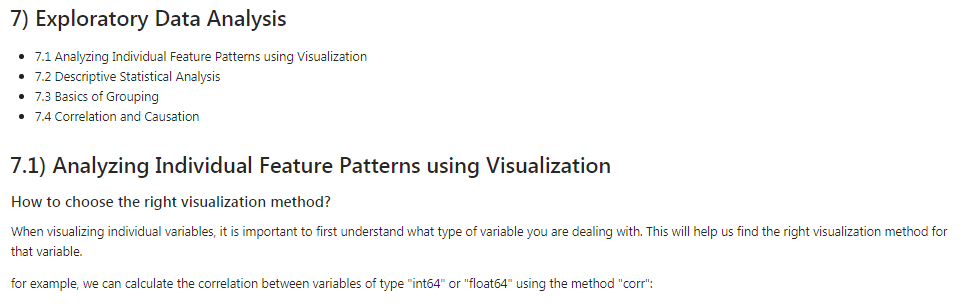 7) Exploratory Data Analysis
• 7.1 Analyzing Individual Feature Patterns using Visualization
• 7.2 Descriptive Statistical Analysis
• 7.3 Basics of Grouping
• 7.4 Correlation and Causation
7.1) Analyzing Individual Feature Patterns using Visualization
How to choose the right visualization method?
When visualizing individual variables, it is important to first understand what type of variable you are dealing with. This will help us find the right visualization method for
that variable.
for example, we can calculate the correlation between variables of type "int64" or "float64" using the method "corr":